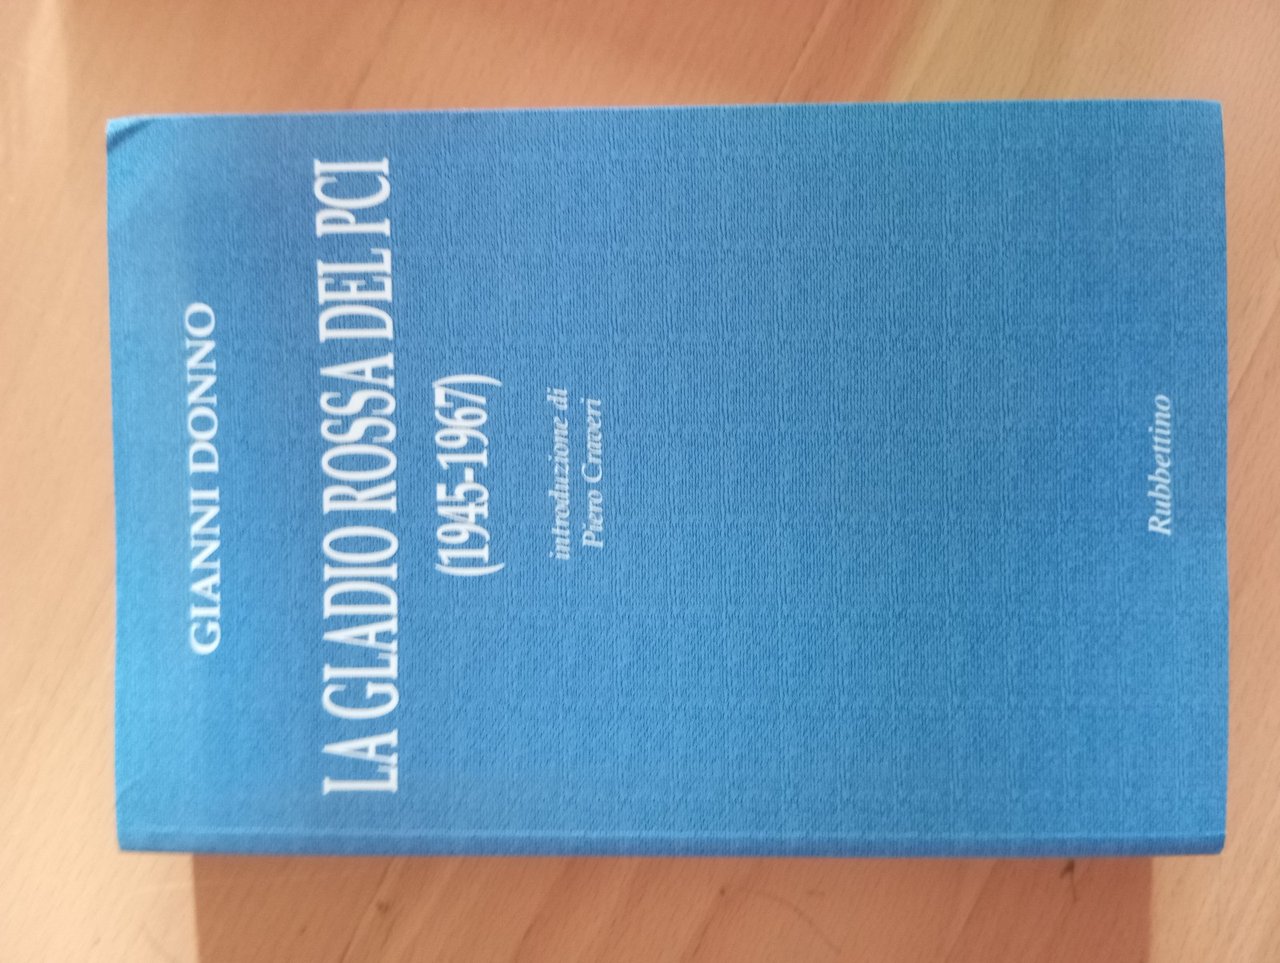 GIANNI DONNO
LA GLADIO ROSSA DEL PCI
(1945-1967)
introduzione di
Piero Craveri
Rubbettino